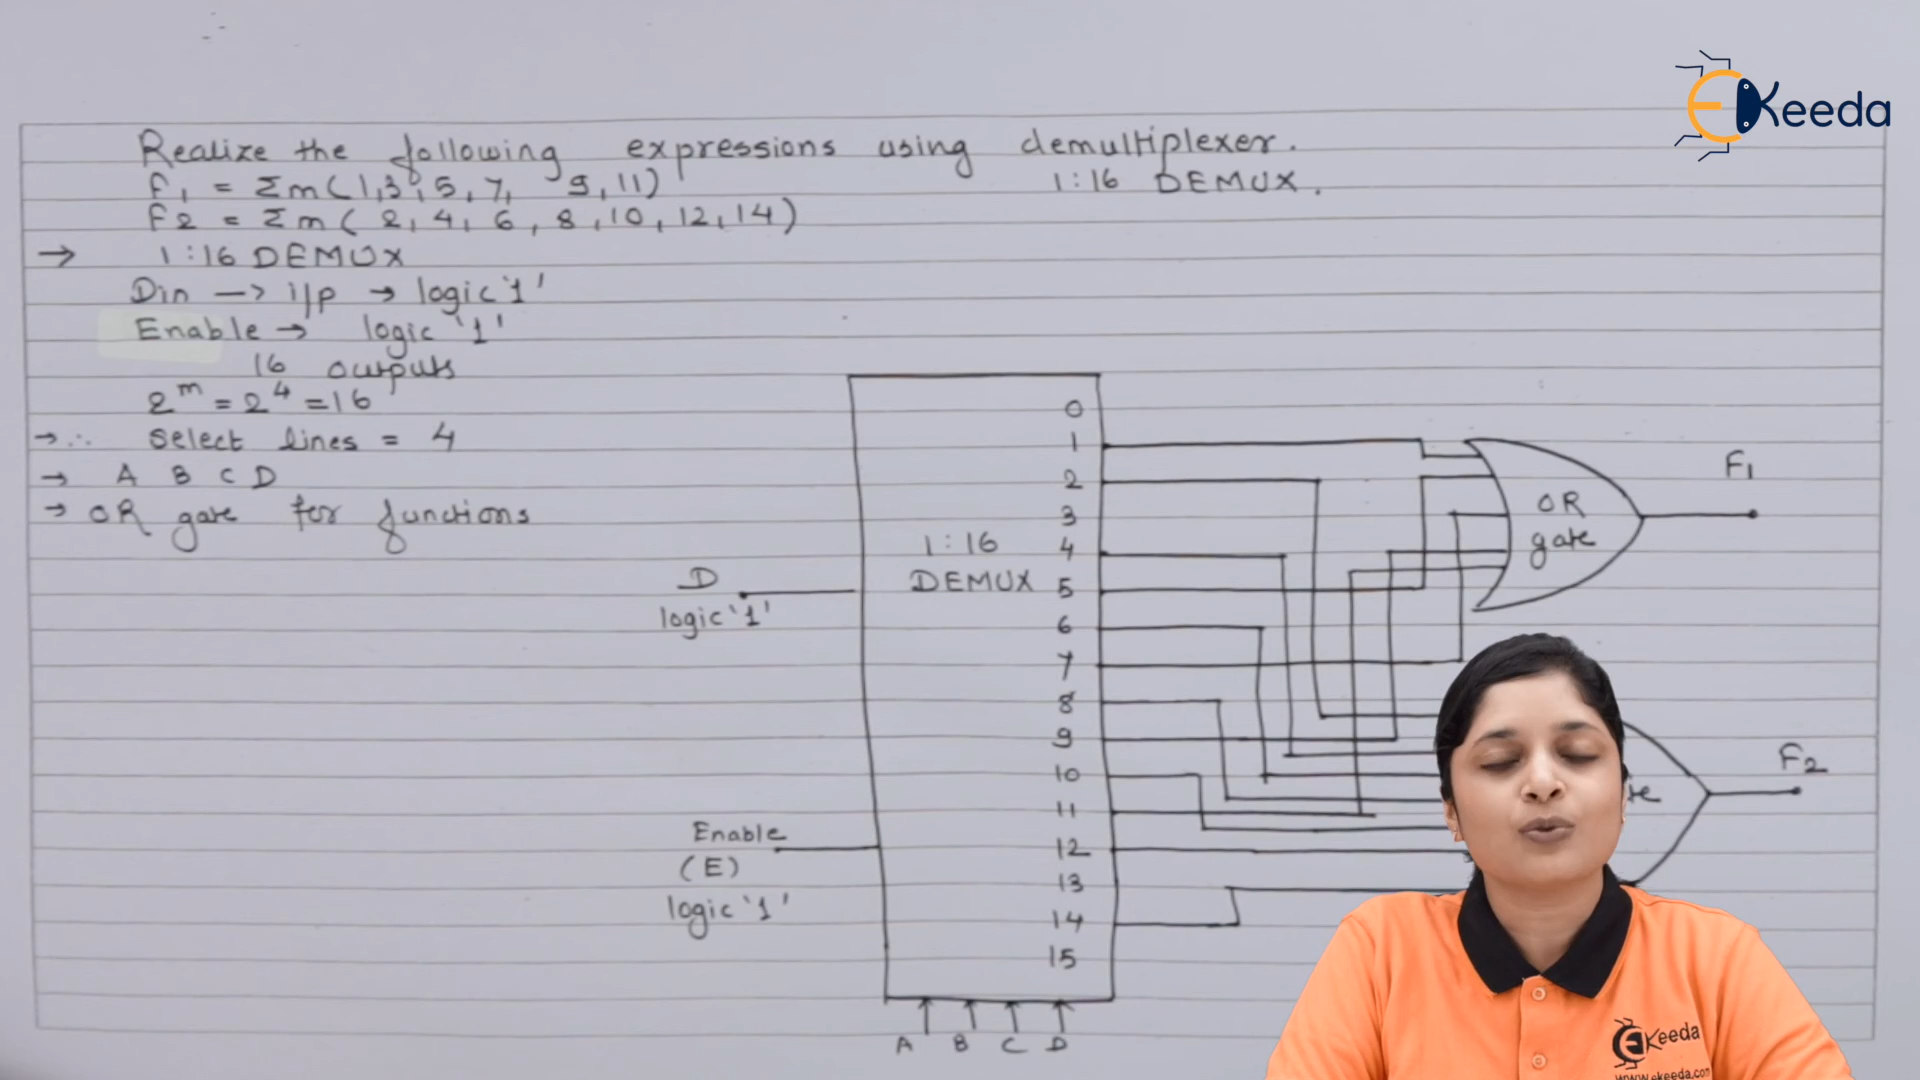 EKeeda
Realize the following expressions using demultiplexer.
F1 = Σm(1,3,5,7, 9,11) 1:16 DEMUX.
F2 = Σm(2,4,6,8,10,12,14)
→ 1:16 DEMUX
Din → i/p → logic '1'
Enable → logic '1'
16 outputs
2^m = 2^4 = 16
→ ∴ Select lines = 4
→ A B C D
→ OR gate for functions
D
logic '1'
Enable
(E)
logic '1'
1:16
DEMUX
0
1
2
3
4
5
6
7
8
9
10
11
12
13
14
15
A B C D
OR
gate
F1
F2
EKeeda
www.ekeeda.com